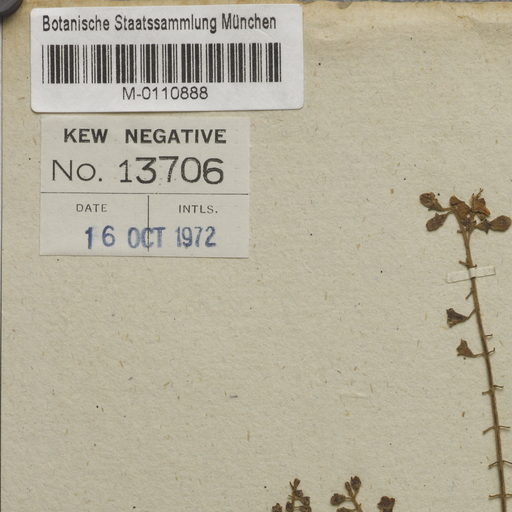 Botanische Staatssammlung München
M-0110888
KEW NEGATIVE
No. 13706
DATE INTLS.
16 OCT 1972